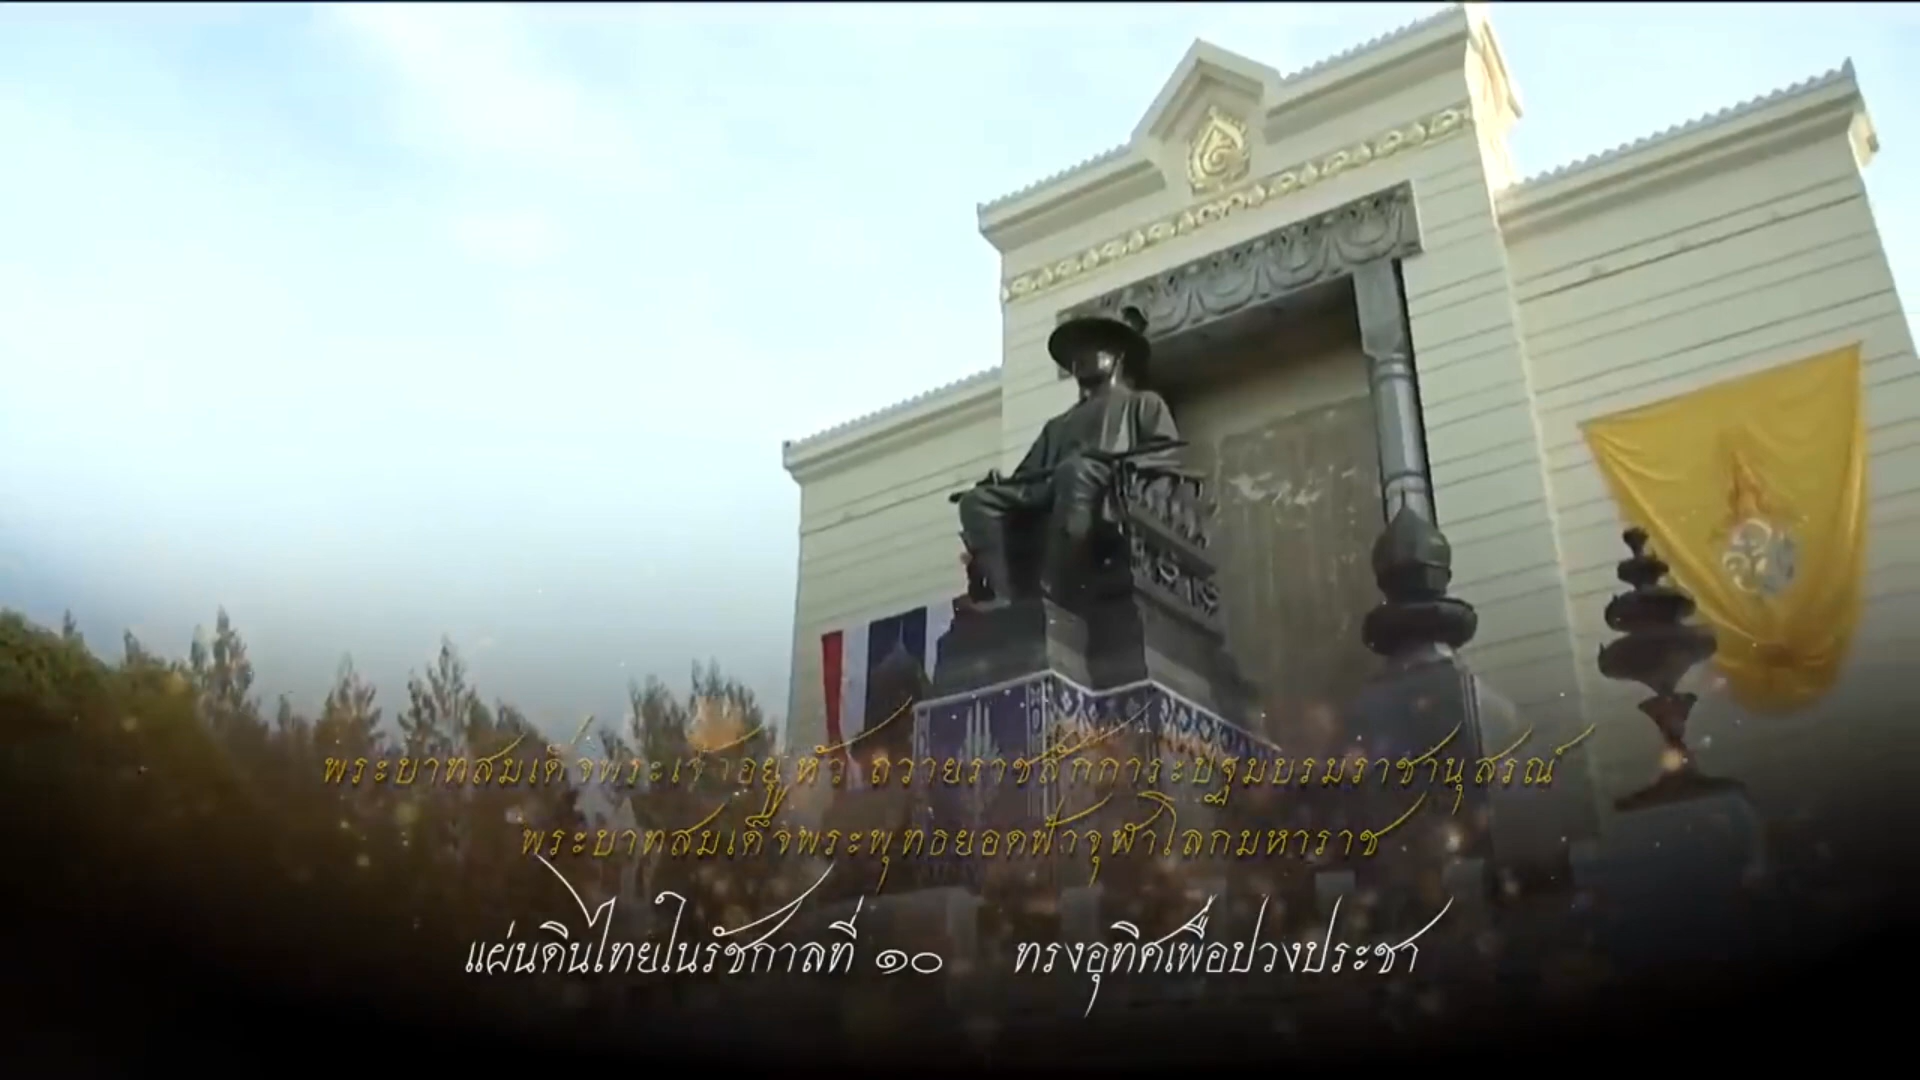 พระบาทสมเด็จพระเจ้าอยู่หัว ถวายราชสักการะปฐมบรมราชานุสรณ์
พระบาทสมเด็จพระพุทธยอดฟ้าจุฬาโลกมหาราช
แผ่นดินไทยในรัชกาลที่ ๑๐ ทรงอุทิศเพื่อปวงประชา